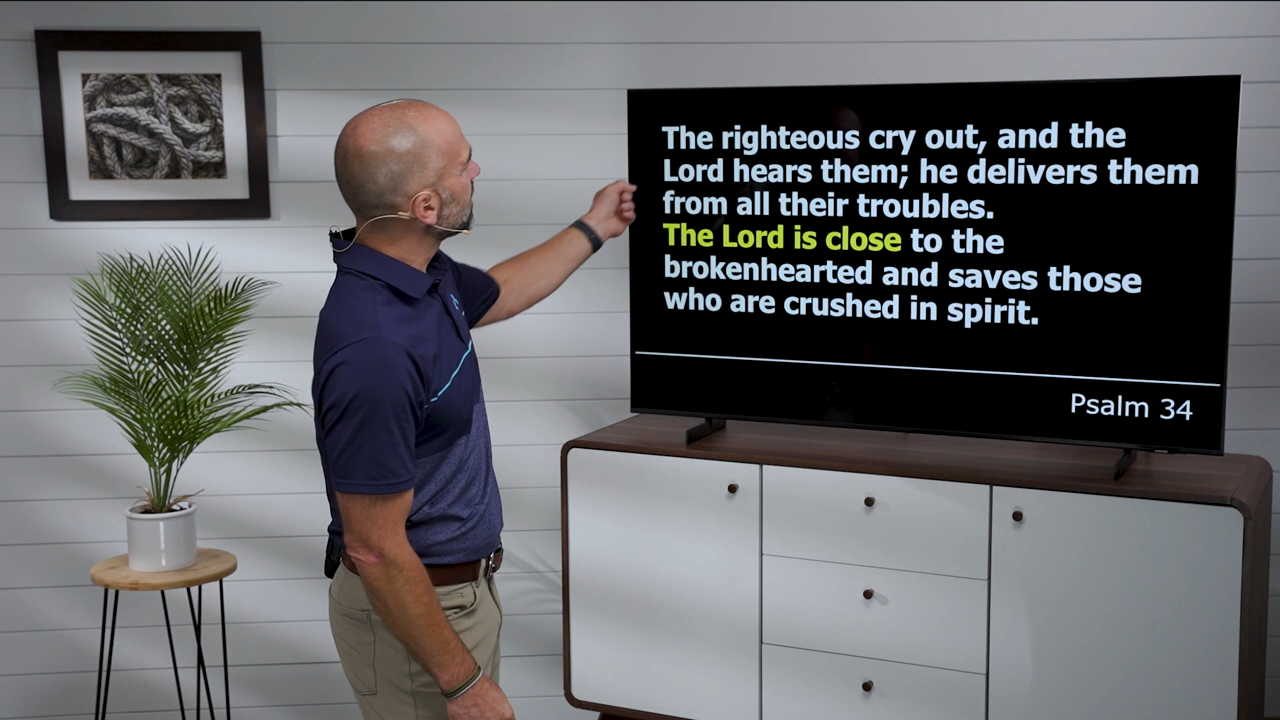 The righteous cry out, and the
Lord hears them; he delivers them
from all their troubles.
The Lord is close to the
brokenhearted and saves those
who are crushed in spirit.
Psalm 34